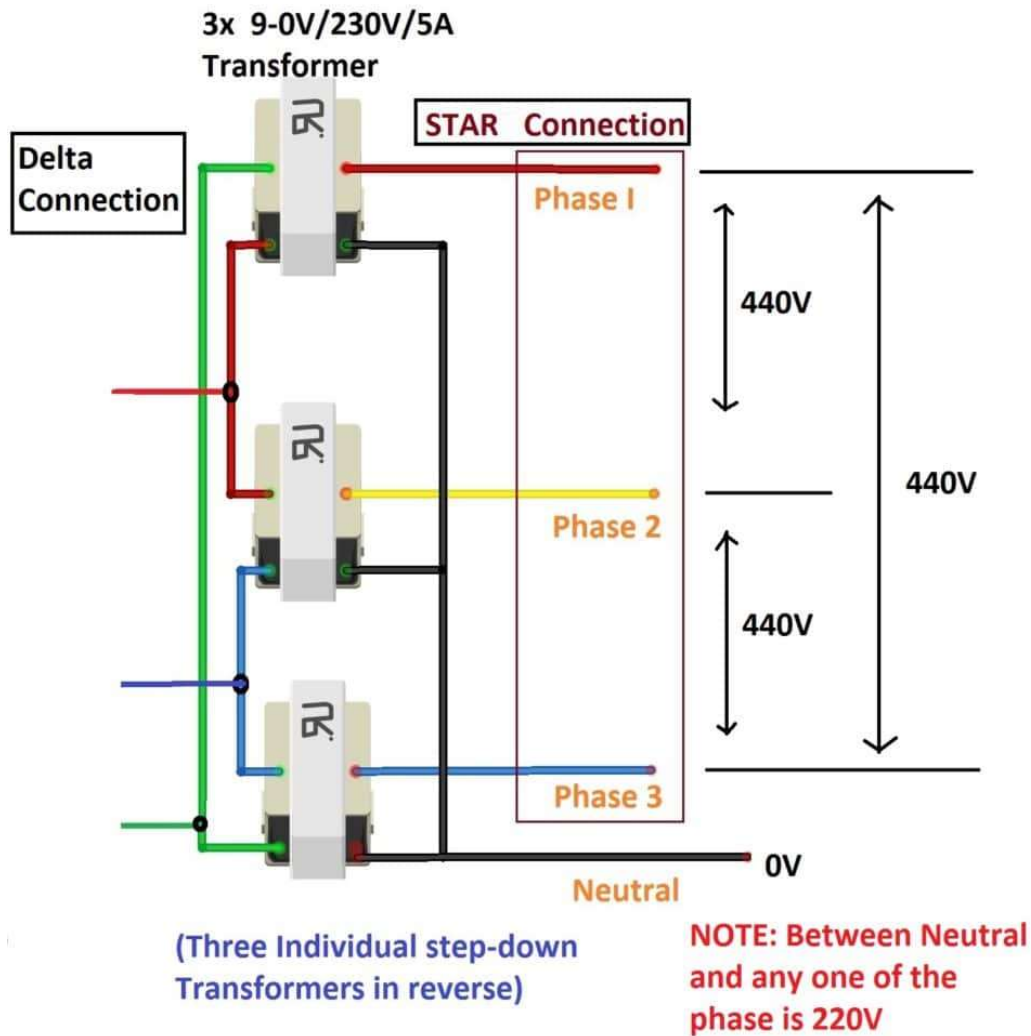 3x 9-0V/230V/5A
Transformer
STAR Connection
Delta
Connection
Phase I
440V
440V
Phase 2
440V
Phase 3
0V
Neutral
(Three Individual step-down
Transformers in reverse)
NOTE: Between Neutral
and any one of the
phase is 220V